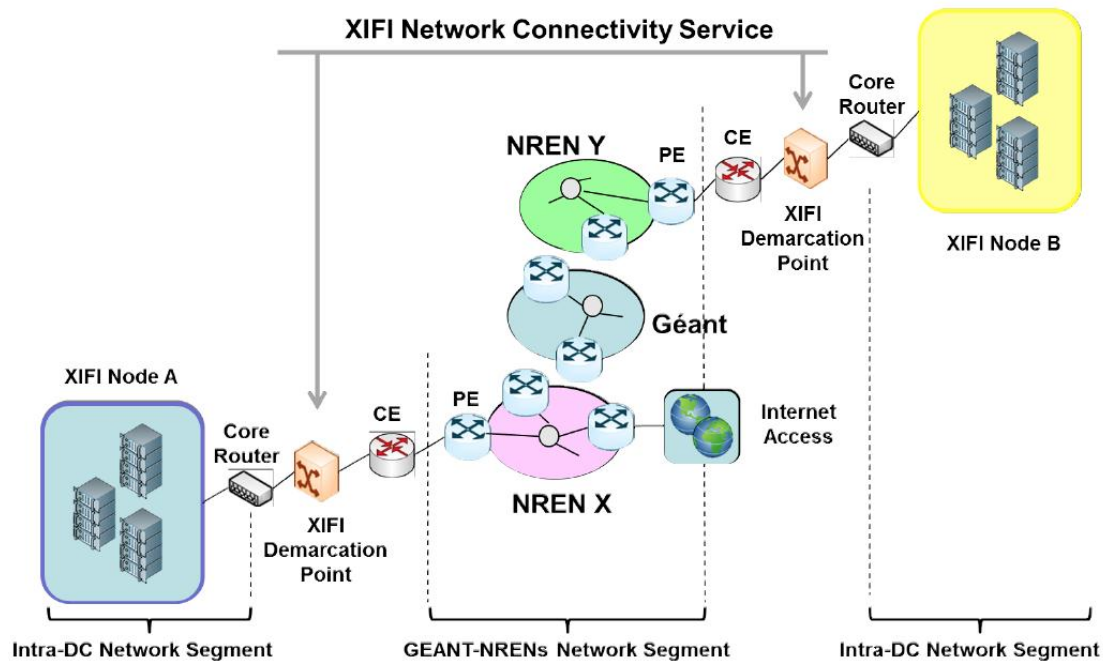 XIFI Network Connectivity Service
Core
Router
CE
PE
NREN Y
XIFI
Demarcation
Point
XIFI Node B
Géant
XIFI Node A
Core
Router
CE
PE
Internet
Access
NREN X
XIFI
Demarcation
Point
Intra-DC Network Segment
GEANT-NRENs Network Segment
Intra-DC Network Segment